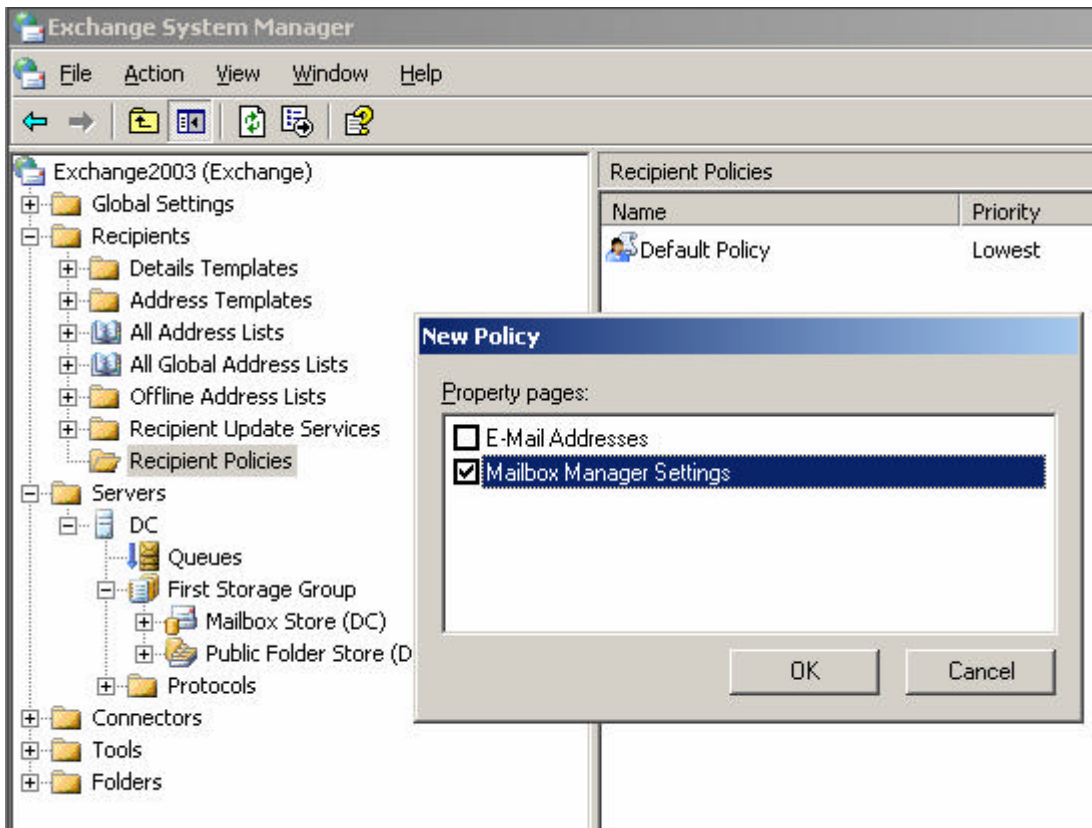 Exchange System Manager
File Action View Window Help
Exchange2003 (Exchange)
Global Settings
Recipients
Details Templates
Address Templates
All Address Lists
All Global Address Lists
Offline Address Lists
Recipient Update Services
Recipient Policies
Servers
DC
Queues
First Storage Group
Mailbox Store (DC)
Public Folder Store (D
Protocols
Connectors
Tools
Folders
Recipient Policies
Name Priority
Default Policy Lowest
New Policy
Property pages:
E-Mail Addresses
Mailbox Manager Settings
OK Cancel